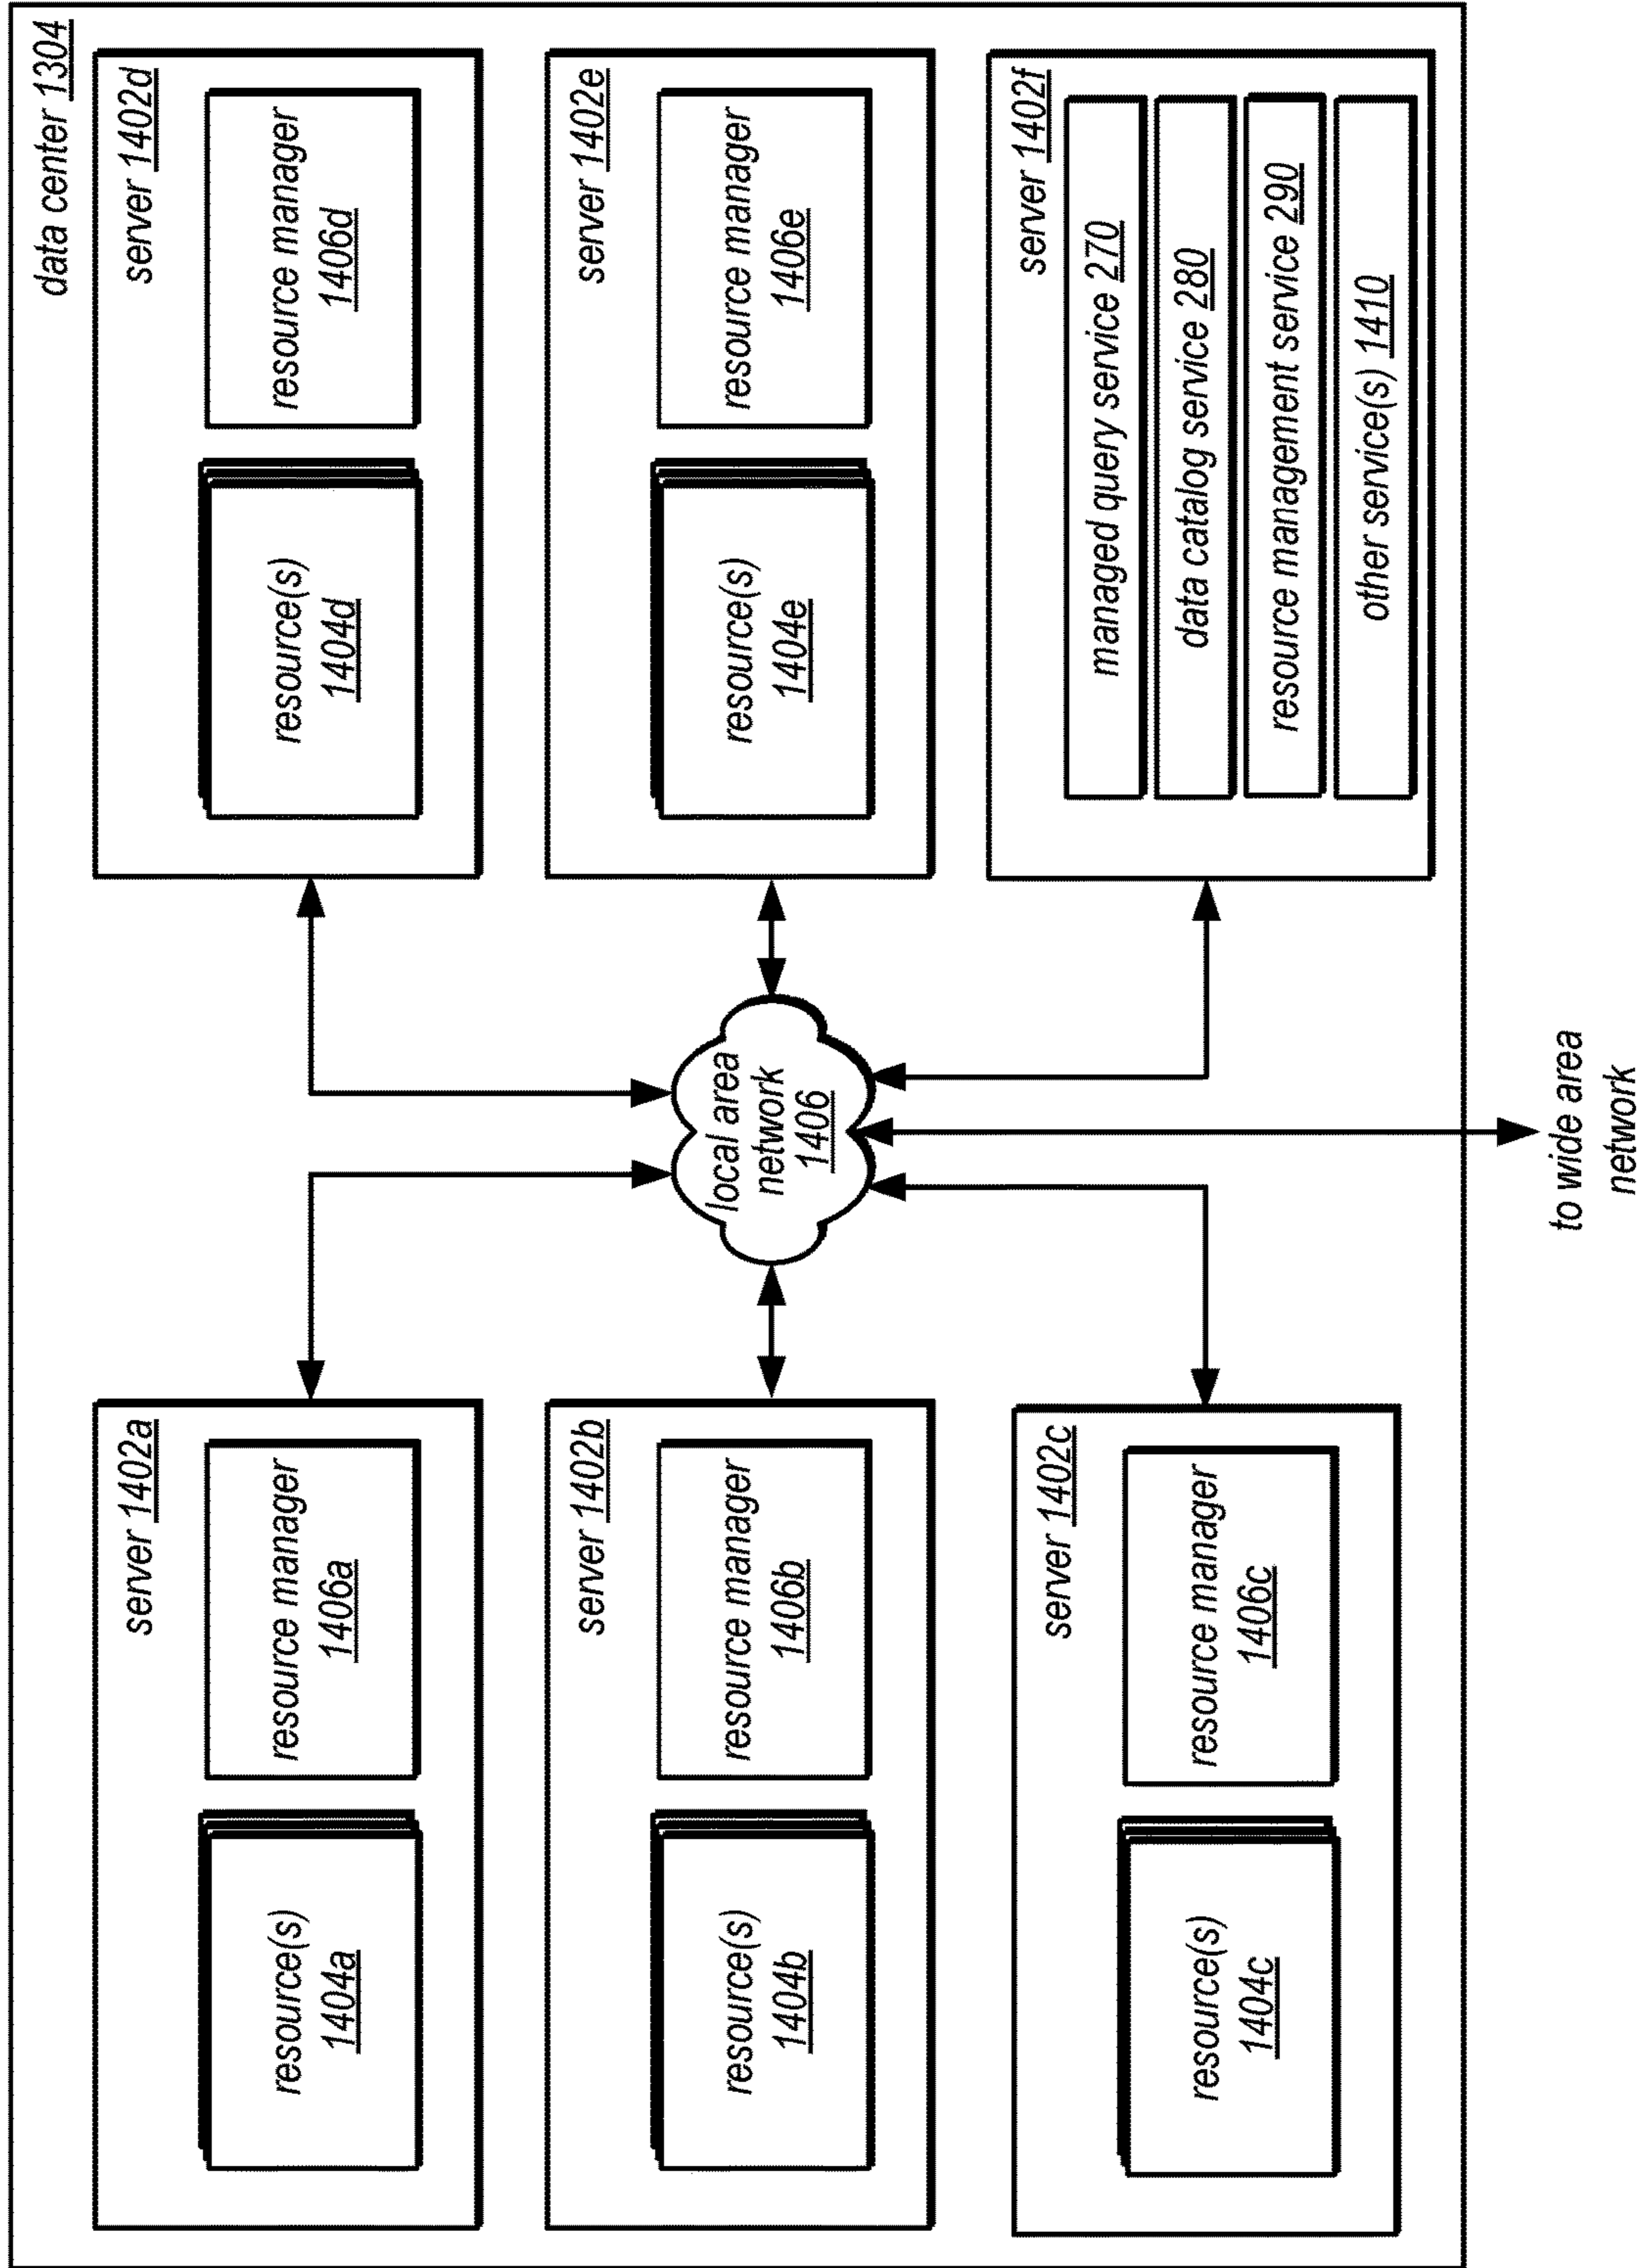 data center 1304
server 1402a
resource(s)
1404a
resource manager
1406a
server 1402b
resource(s)
1404b
resource manager
1406b
server 1402c
resource(s)
1404c
resource manager
1406c
local area
network
1406
server 1402d
resource(s)
1404d
resource manager
1406d
server 1402e
resource(s)
1404e
resource manager
1406e
server 1402f
managed query service 270
data catalog service 280
resource management service 290
other service(s) 1410
to wide area
network